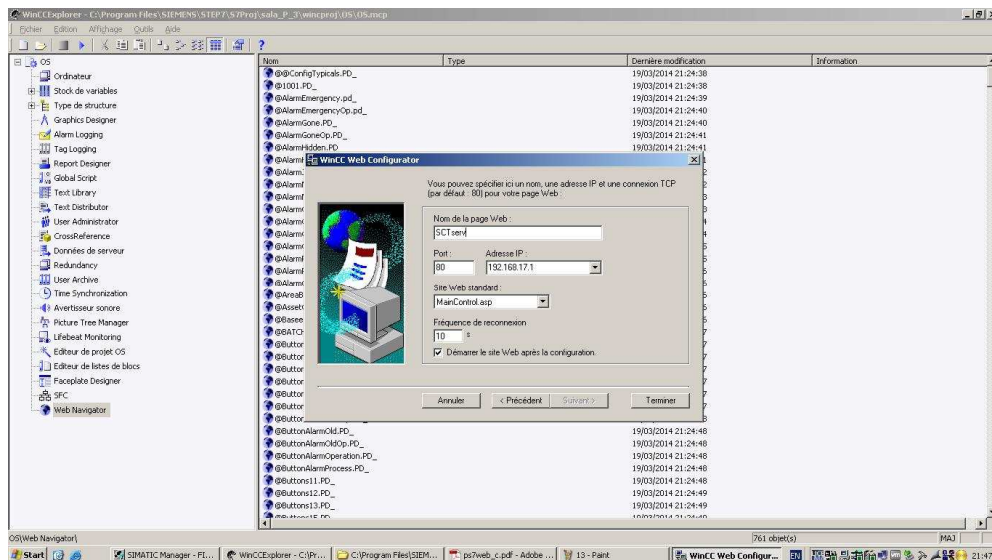 WinCCExplorer - C:\Program Files\SIEMENS\STEP7\S7Proj\sala_P_3\wincproj\OS\OS.mcp
Fichier Edition Affichage Outils Aide
OS
Ordinateur
Stock de variables
Type de structure
Graphics Designer
Alarm Logging
Tag Logging
Report Designer
Global Script
Text Library
Text Distributor
User Administrator
CrossReference
Données de serveur
Redundancy
User Archive
Time Synchronization
Avertisseur sonore
Picture Tree Manager
Lifebeat Monitoring
Editeur de projet OS
Editeur de listes de blocs
Faceplate Designer
SFC
Web Navigator
Nom Type Dernière modification Information
@@ConfigTypicals.PD_ 19/03/2014 21:24:38
@1001.PD_ 19/03/2014 21:24:38
@AlarmEmergency.pd_ 19/03/2014 21:24:39
@AlarmEmergencyOp.pd_ 19/03/2014 21:24:40
@AlarmGone.PD_ 19/03/2014 21:24:40
@AlarmGoneOp.PD_ 19/03/2014 21:24:41
@AlarmHidden.PD 19/03/2014 21:24:41
WinCC Web Configurator
Vous pouvez spécifier ici un nom, une adresse IP et une connexion TCP
(par défaut : 80) pour votre page Web :
Nom de la page Web :
SCTserv
Port : Adresse IP :
80 192.168.17.1
Site Web standard :
MainControl.asp
Fréquence de reconnexion
10 s
Démarrer le site Web après la configuration.
Annuler < Précédent Suivant > Terminer
@ButtonAlarmOld.PD_ 19/03/2014 21:24:48
@ButtonAlarmOldOp.PD_ 19/03/2014 21:24:48
@ButtonAlarmOperation.PD_ 19/03/2014 21:24:48
@ButtonAlarmProcess.PD_ 19/03/2014 21:24:48
@Buttons11.PD_ 19/03/2014 21:24:48
@Buttons12.PD_ 19/03/2014 21:24:49
@Buttons13.PD_ 19/03/2014 21:24:49
OS\Web Navigator\ 761 objet(s) MAJ
Start SIMATIC Manager - FI... WinCCExplorer - C:\Pr... C:\Program Files\SIEM... ps7web_c.pdf - Adobe ... 13 - Paint WinCC Web Configur... EN 21:47